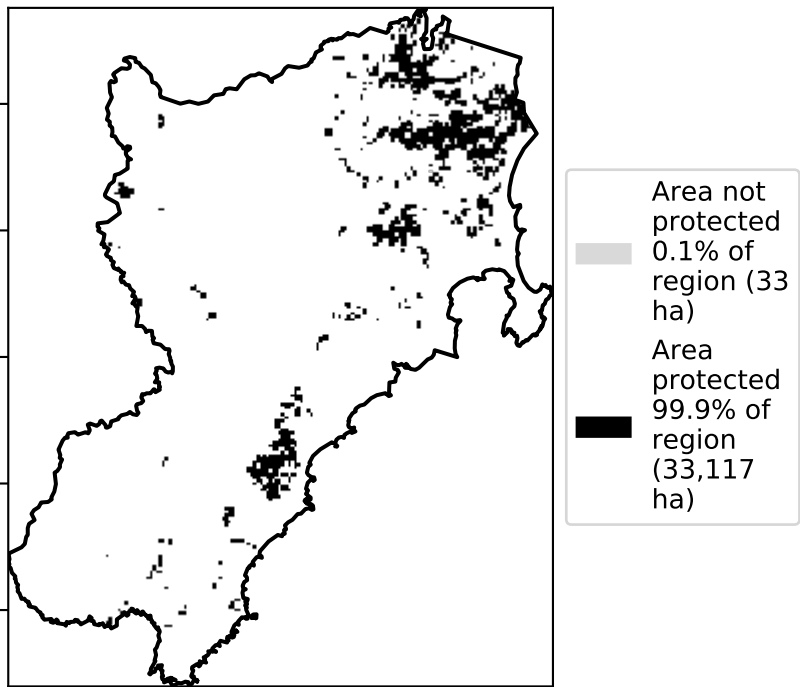 Area not
protected
0.1% of
region (33
ha)
Area
protected
99.9% of
region
(33,117
ha)